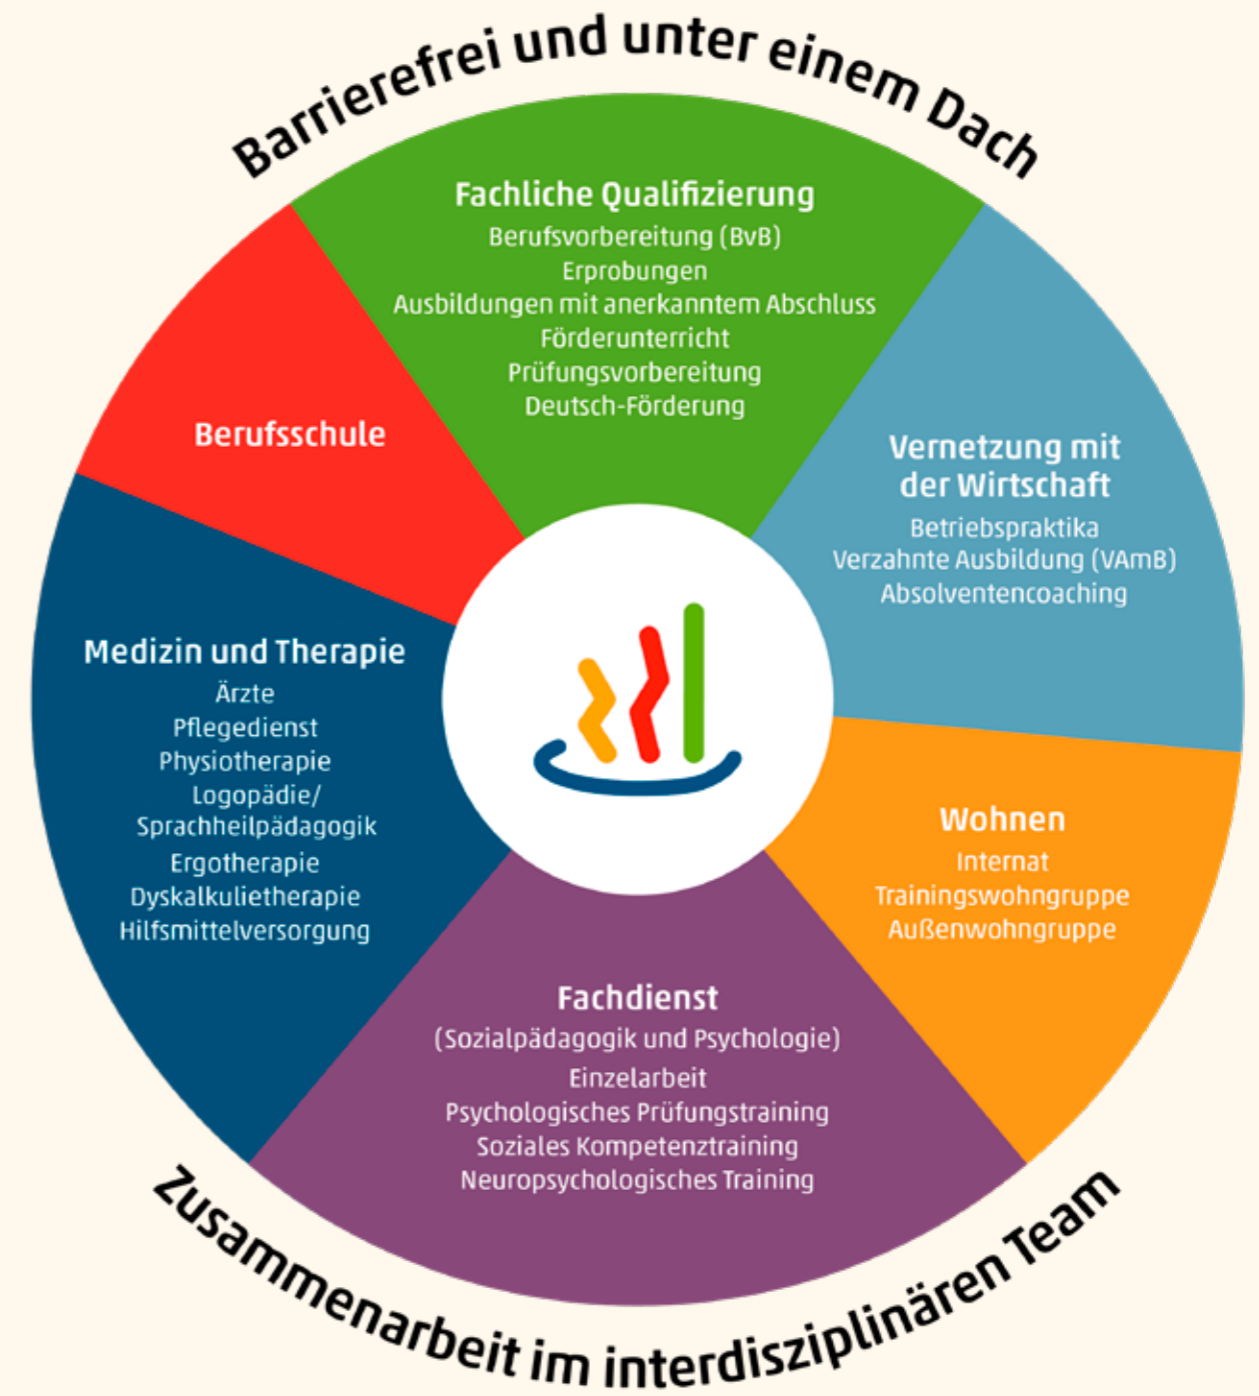 Barrierefrei und unter einem Dach
Fachliche Qualifizierung
Berufsvorbereitung (BvB)
Erprobungen
Ausbildungen mit anerkanntem Abschluss
Förderunterricht
Prüfungsvorbereitung
Deutsch-Förderung
Vernetzung mit
der Wirtschaft
Betriebspraktika
Verzahnte Ausbildung (VAmB)
Absolventencoaching
Wohnen
Internat
Trainingswohngruppe
Außenwohngruppe
Fachdienst
(Sozialpädagogik und Psychologie)
Einzelarbeit
Psychologisches Prüfungstraining
Soziales Kompetenztraining
Neuropsychologisches Training
Medizin und Therapie
Ärzte
Pflegedienst
Physiotherapie
Logopädie/
Sprachheilpädagogik
Ergotherapie
Dyskalkulietherapie
Hilfsmittelversorgung
Berufsschule
Zusammenarbeit im interdisziplinären Team